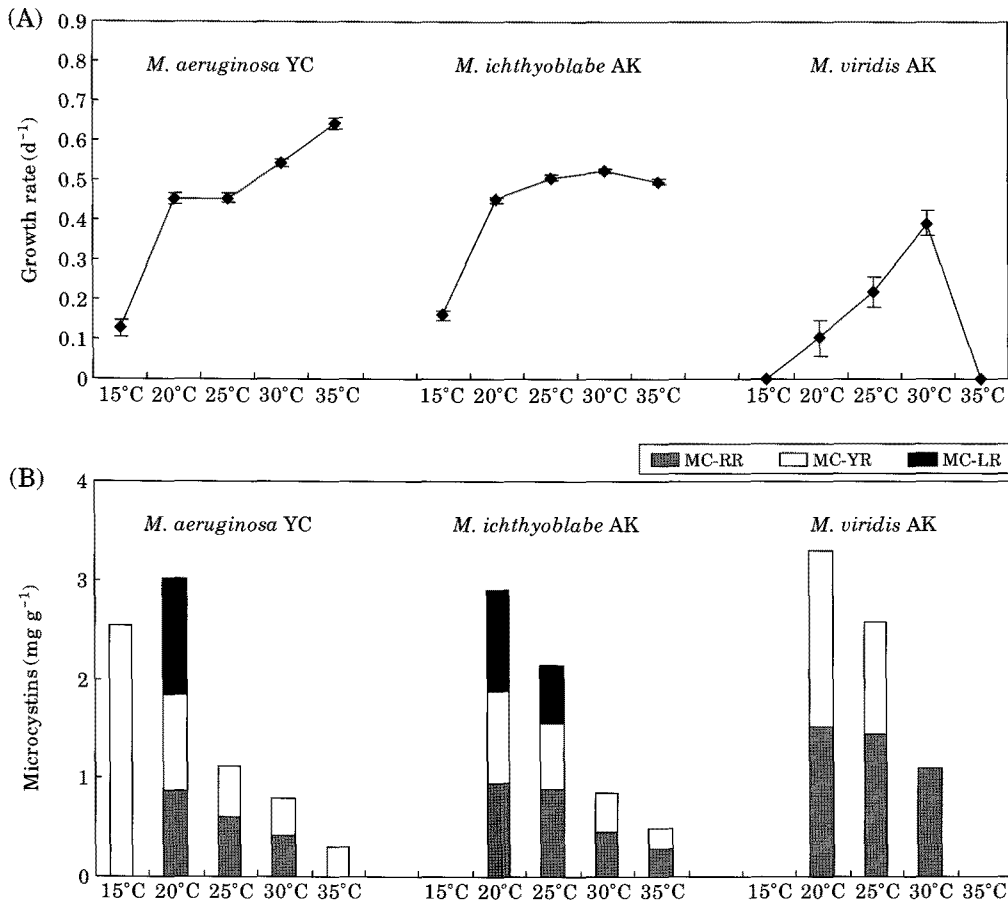 (A)
0.9
0.8
0.7
0.6
0.5
0.4
0.3
0.2
0.1
0
Growth rate (d⁻¹)
M. aeruginosa YC
M. ichthyoblabe AK
M. viridis AK
15°C 20°C 25°C 30°C 35°C
15°C 20°C 25°C 30°C 35°C
15°C 20°C 25°C 30°C 35°C
MC-RR MC-YR MC-LR
(B)
4
3
2
1
0
Microcystins (mg g⁻¹)
M. aeruginosa YC
M. ichthyoblabe AK
M. viridis AK
15°C 20°C 25°C 30°C 35°C
15°C 20°C 25°C 30°C 35°C
15°C 20°C 25°C 30°C 35°C